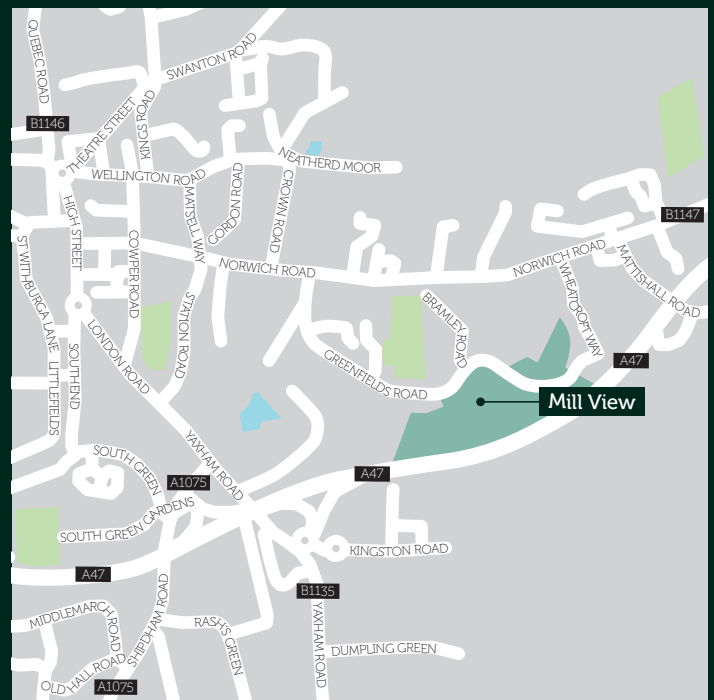 QUEBEC ROAD
SWANTON ROAD
B1146
THEATRE STREET
KINGS ROAD
NEATHERD MOOR
WELLINGTON ROAD
MATSELL WAY
GORDON ROAD
CROWN ROAD
HIGH STREET
B1147
ST WITHBURGA LANE
COWPER ROAD
NORWICH ROAD
NORWICH ROAD
MATTISHALL ROAD
WHEATCROFT WAY
STATION ROAD
BRAMLEY ROAD
LONDON ROAD
SOUTHEND
LITTLEFIELDS
GREENFIELDS ROAD
A47
Mill View
YAXHAM ROAD
SOUTH GREEN
A47
A1075
SOUTH GREEN GARDENS
KINGSTON ROAD
A47
B1135
MIDDLEMARCH ROAD
SHIPDHAM ROAD
RASH'S GREEN
YAXHAM ROAD
DUMPLING GREEN
OLD HALL ROAD
A1075